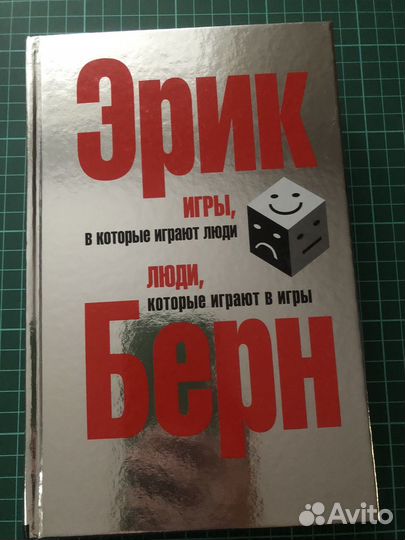 Эрик
ИГРЫ,
в которые играют люди
ЛЮДИ,
которые играют в игры
Берн
Avito